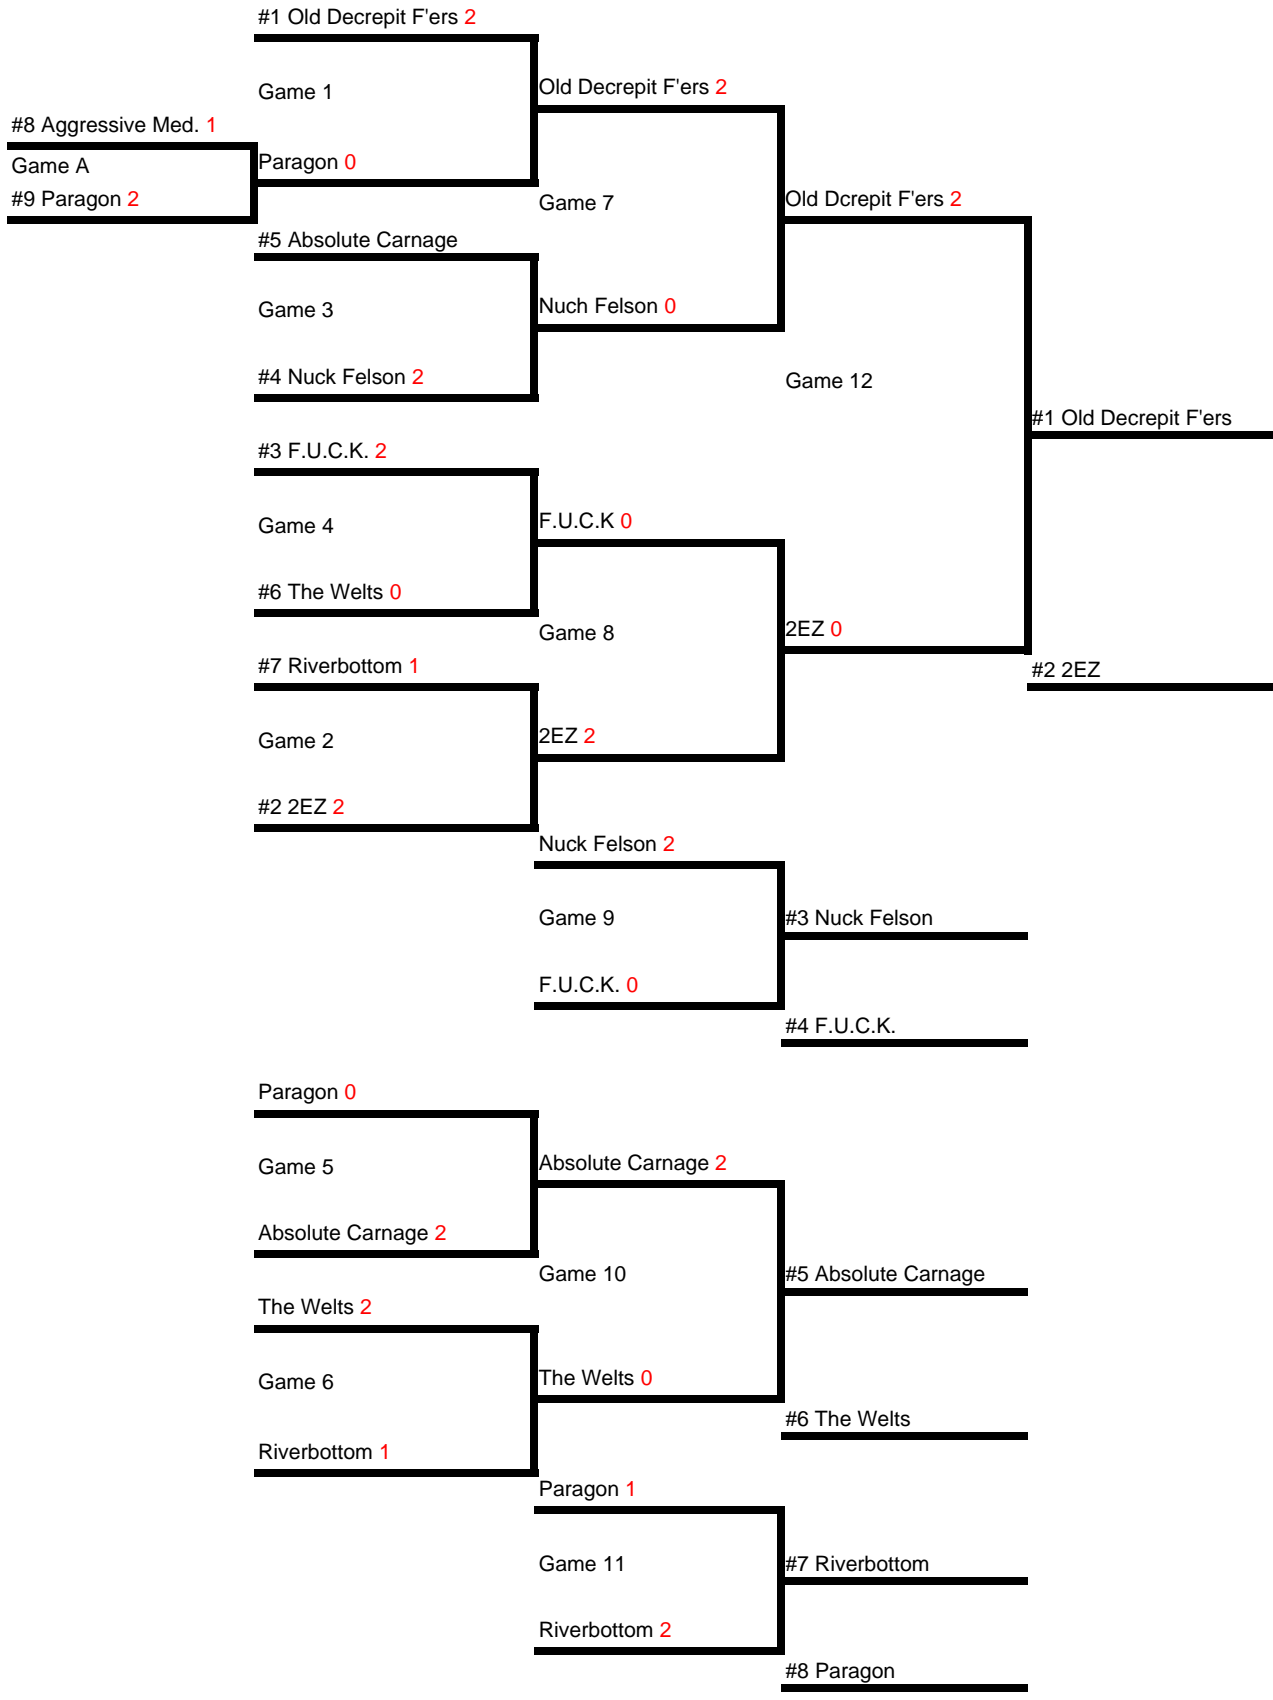 #1 Old Decrepit F'ers 2
Game 1
Old Decrepit F'ers 2
#8 Aggressive Med. 1
Game A
Paragon 0
#9 Paragon 2
Game 7
Old Dcrepit F'ers 2
#5 Absolute Carnage
Game 3
Nuch Felson 0
#4 Nuck Felson 2
Game 12
#1 Old Decrepit F'ers
#3 F.U.C.K. 2
Game 4
F.U.C.K 0
#6 The Welts 0
Game 8
2EZ 0
#7 Riverbottom 1
#2 2EZ
Game 2
2EZ 2
#2 2EZ 2
Nuck Felson 2
Game 9
#3 Nuck Felson
F.U.C.K. 0
#4 F.U.C.K.
Paragon 0
Game 5
Absolute Carnage 2
Absolute Carnage 2
Game 10
#5 Absolute Carnage
The Welts 2
Game 6
The Welts 0
#6 The Welts
Riverbottom 1
Paragon 1
Game 11
#7 Riverbottom
Riverbottom 2
#8 Paragon